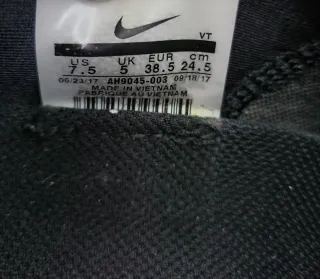 VT
US UK EUR cm
7.5 5 38.5 24.5
06/23/17 AH9045-003 09/18/17
MADE IN VIETNAM
FABRIQUE AU VIETNAM